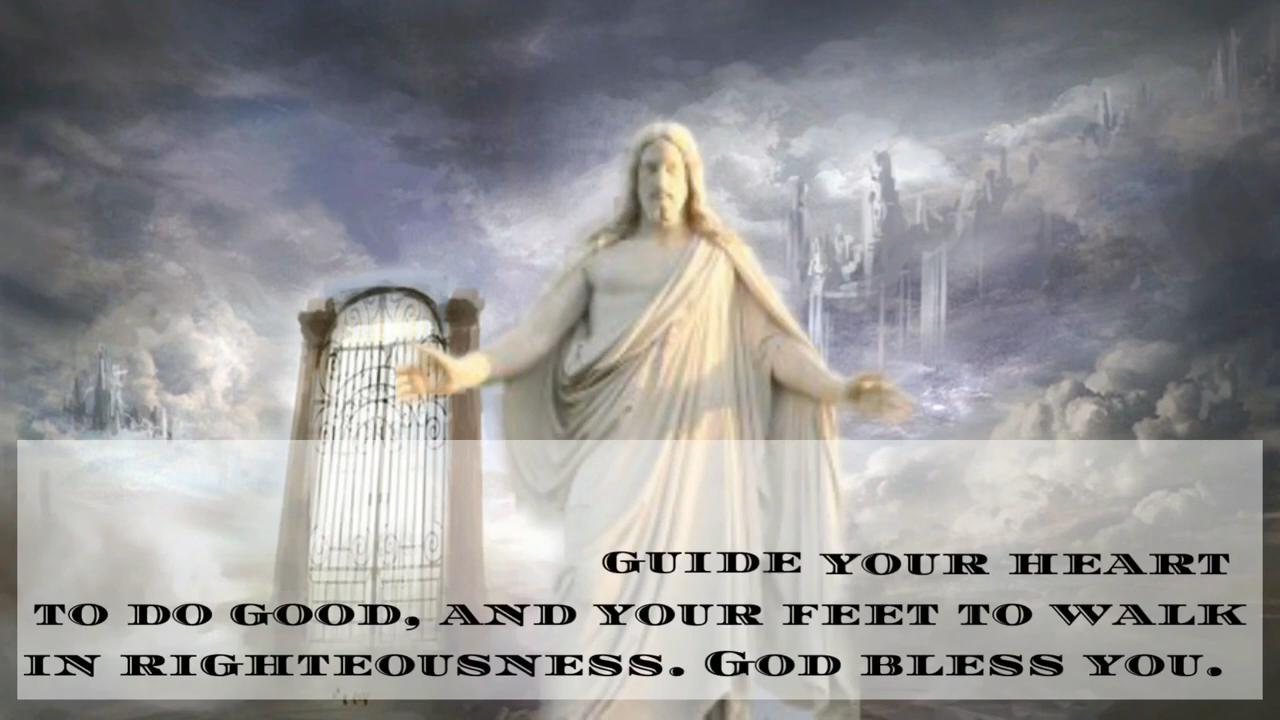 GUIDE YOUR HEART
TO DO GOOD, AND YOUR FEET TO WALK
IN RIGHTEOUSNESS. GOD BLESS YOU.